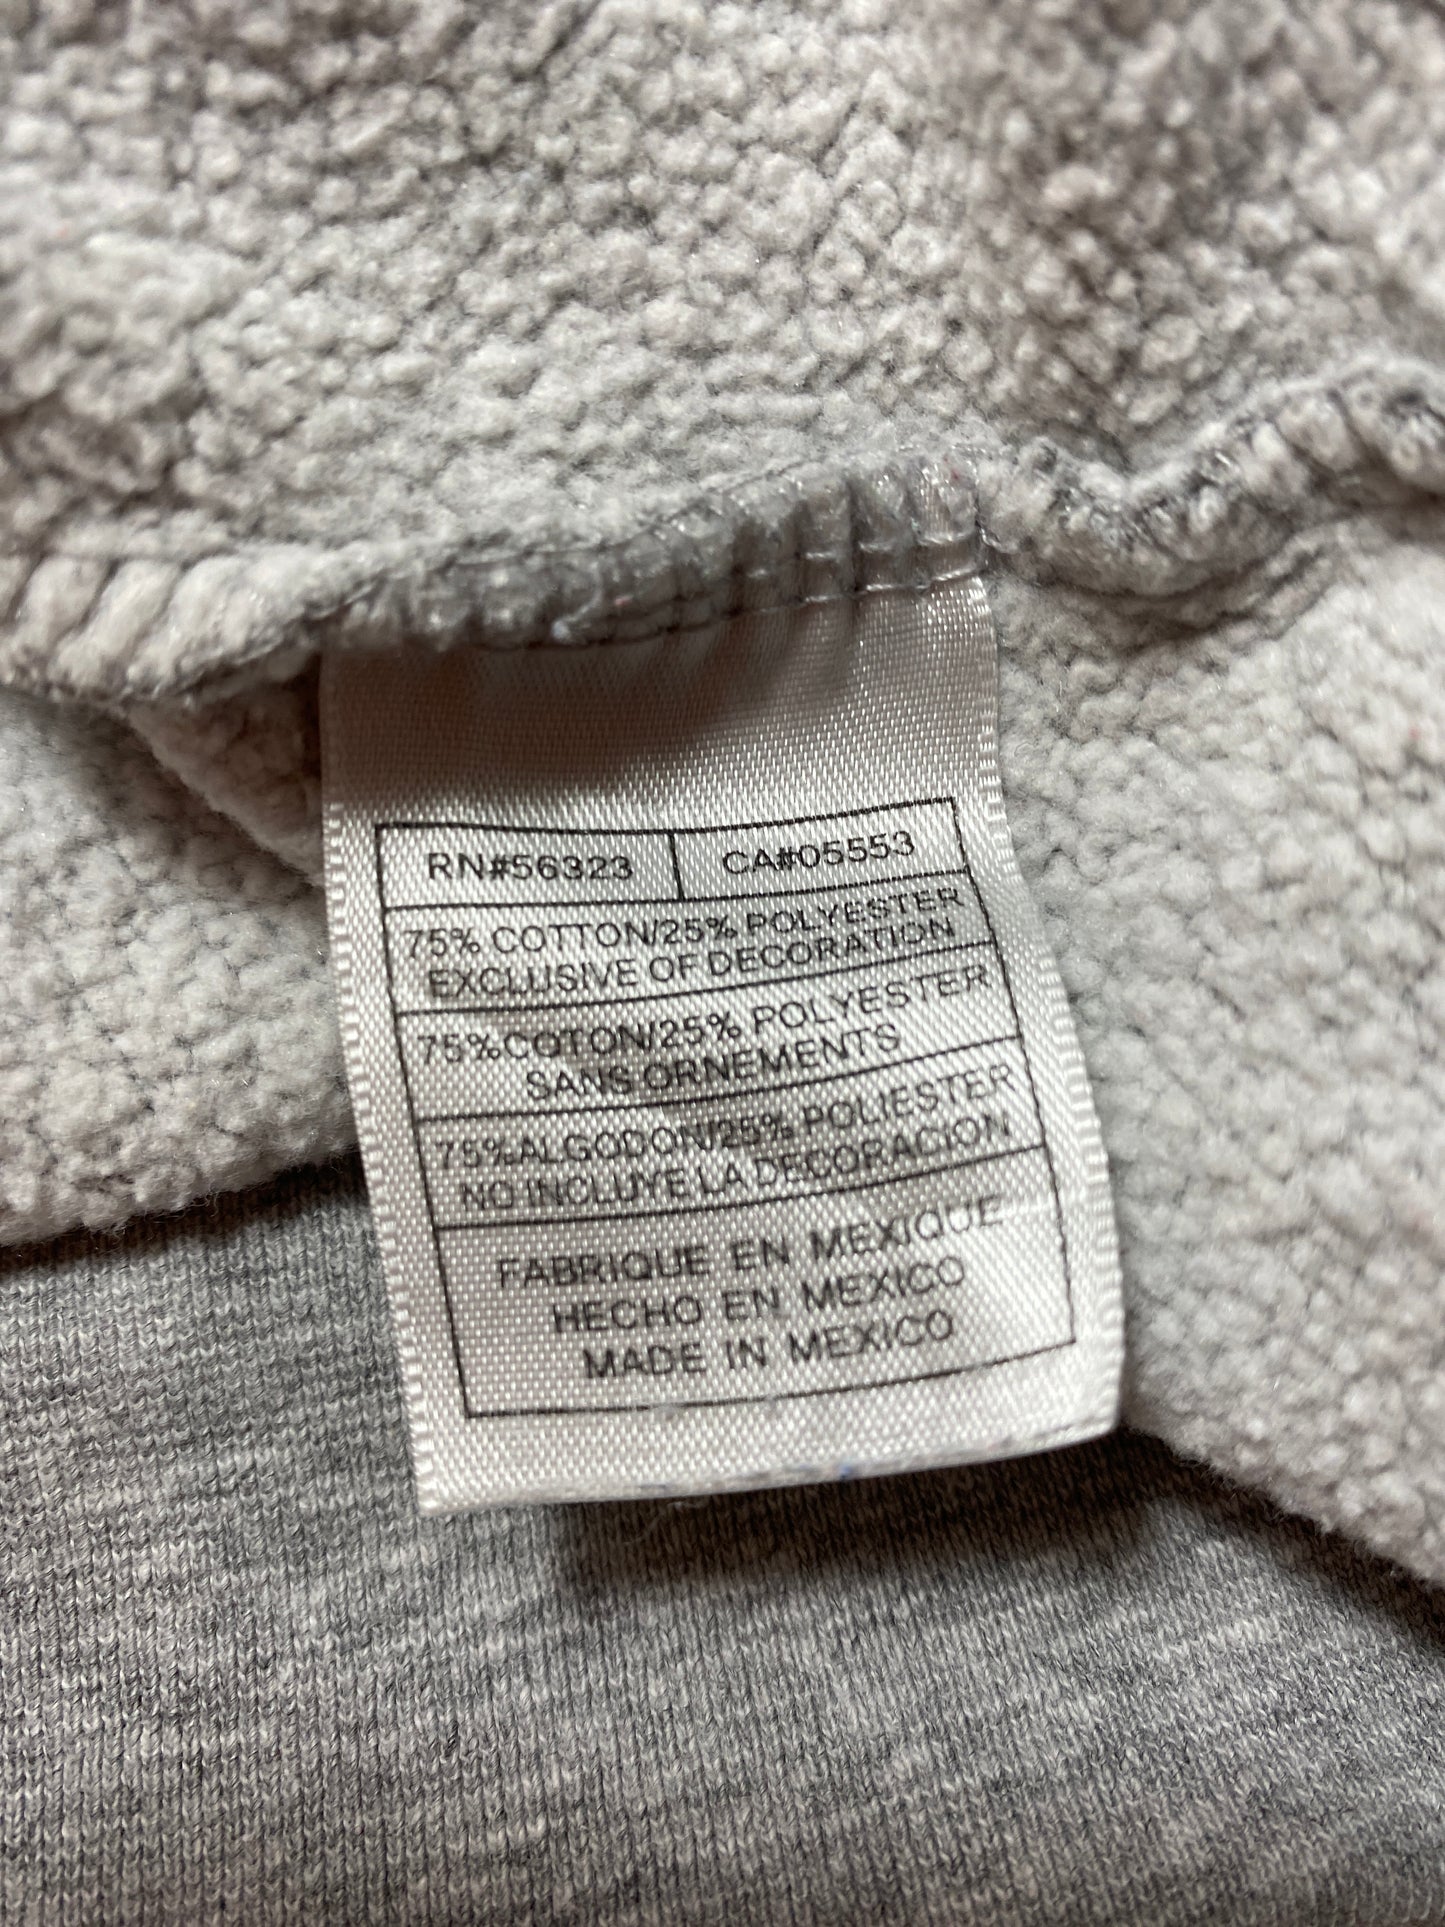 RN#56323 CA#05553
75% COTTON/25% POLYESTER
EXCLUSIVE OF DECORATION
75%COTON/25% POLYESTER
SANS ORNEMENTS
75%ALGODON/25% POLIESTER
NO INCLUYE LA DECORACION
FABRIQUE EN MEXIQUE
HECHO EN MEXICO
MADE IN MEXICO